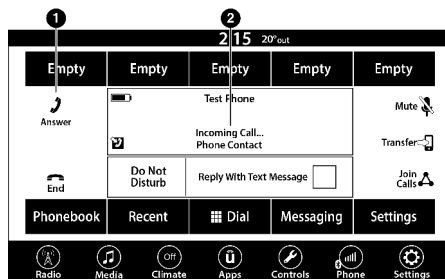 1 2
2 15 20°out
Empty Empty Empty Empty Empty
Answer
Test Phone
Incoming Call...
Phone Contact
Mute
Transfer
End
Do Not
Disturb
Reply With Text Message
Join
Calls
Phonebook Recent Dial Messaging Settings
Off ü
Radio Media Climate Apps Controls Phone Settings